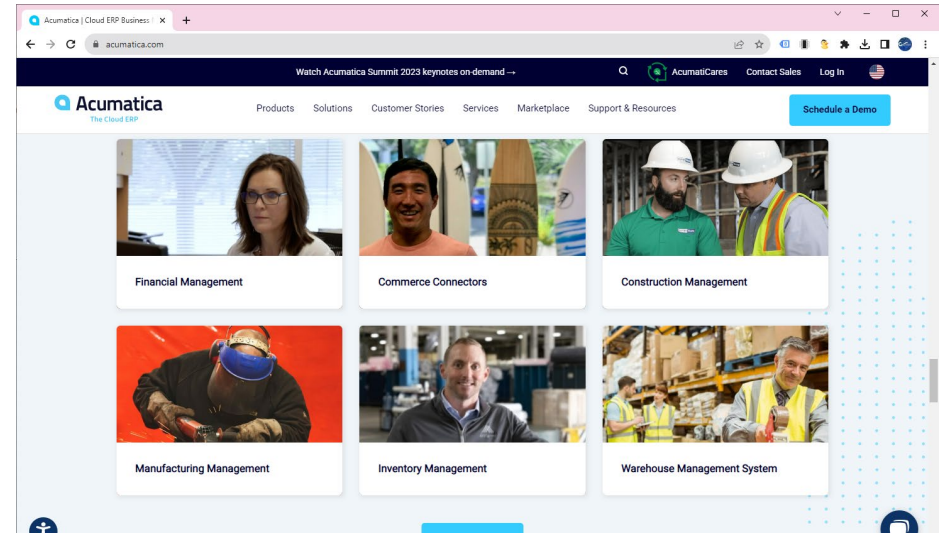 Acumatica | Cloud ERP Business
acumatica.com
Watch Acumatica Summit 2023 keynotes on-demand →
AcumatiCares
Contact Sales
Log In
Acumatica
The Cloud ERP
Products
Solutions
Customer Stories
Services
Marketplace
Support & Resources
Schedule a Demo
Financial Management
Commerce Connectors
Construction Management
Manufacturing Management
Inventory Management
Warehouse Management System